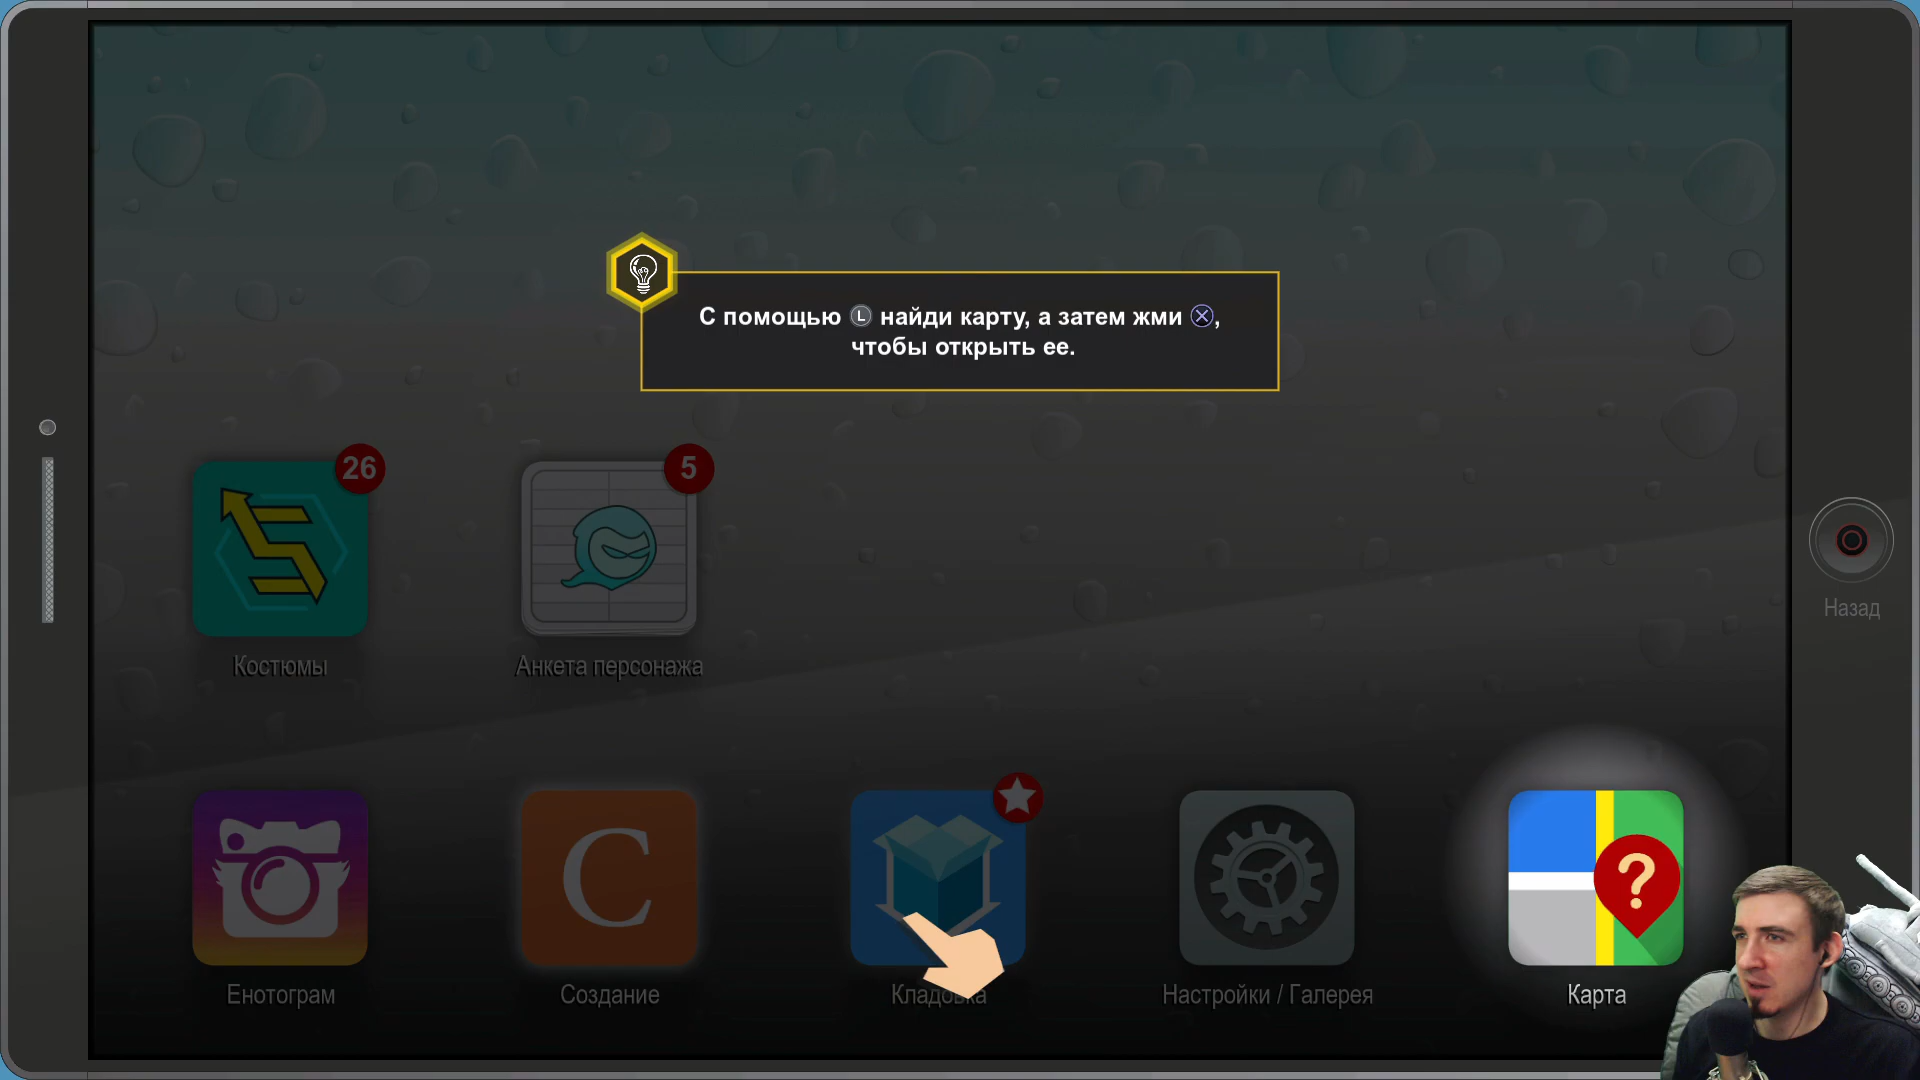 С помощью L найди карту, а затем жми ⓧ,
чтобы открыть ее.
26
5
Костюмы
Анкета персонажа
Назад
C
?
Енотограм
Создание
Кладовка
Настройки / Галерея
Карта